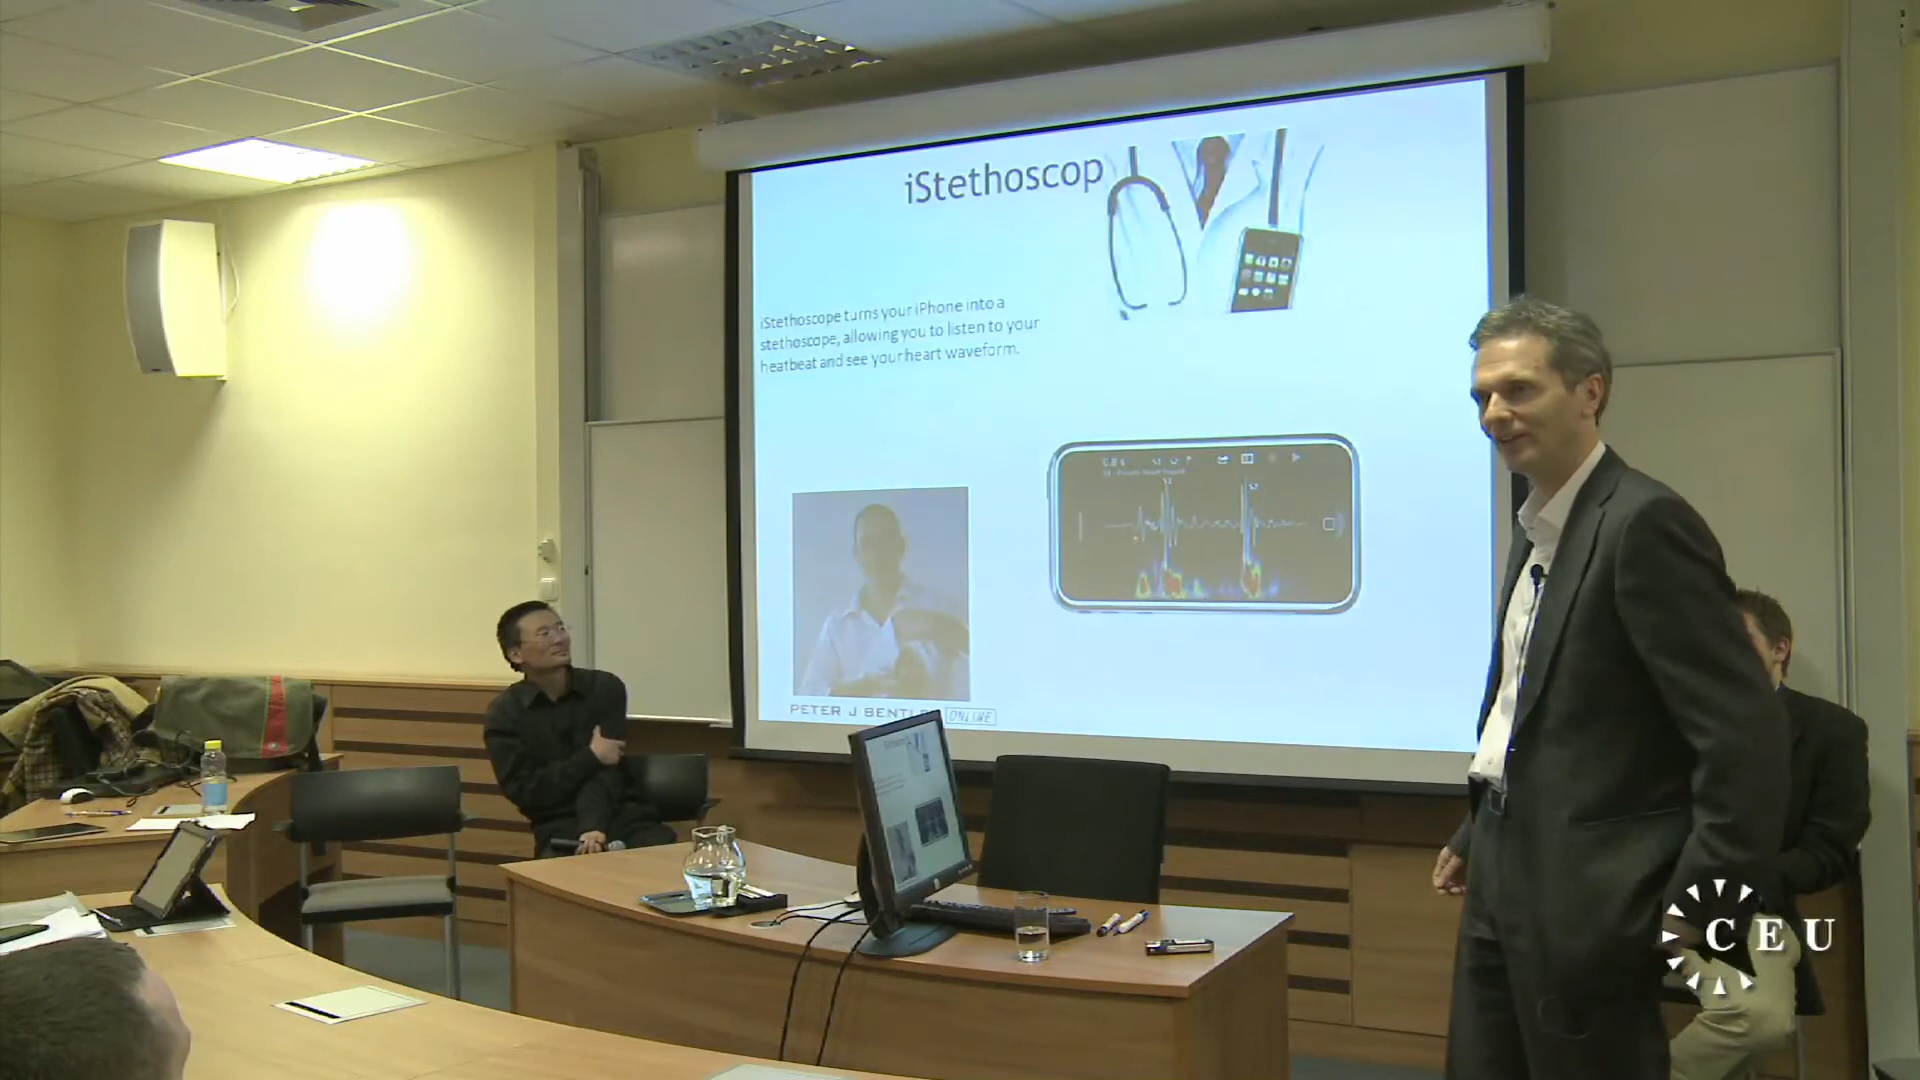 iStethoscop
iStethoscope turns your iPhone into a
stethoscope, allowing you to listen to your
heatbeat and see your heart waveform.
PETER J BENTL
ONLINE
CEU